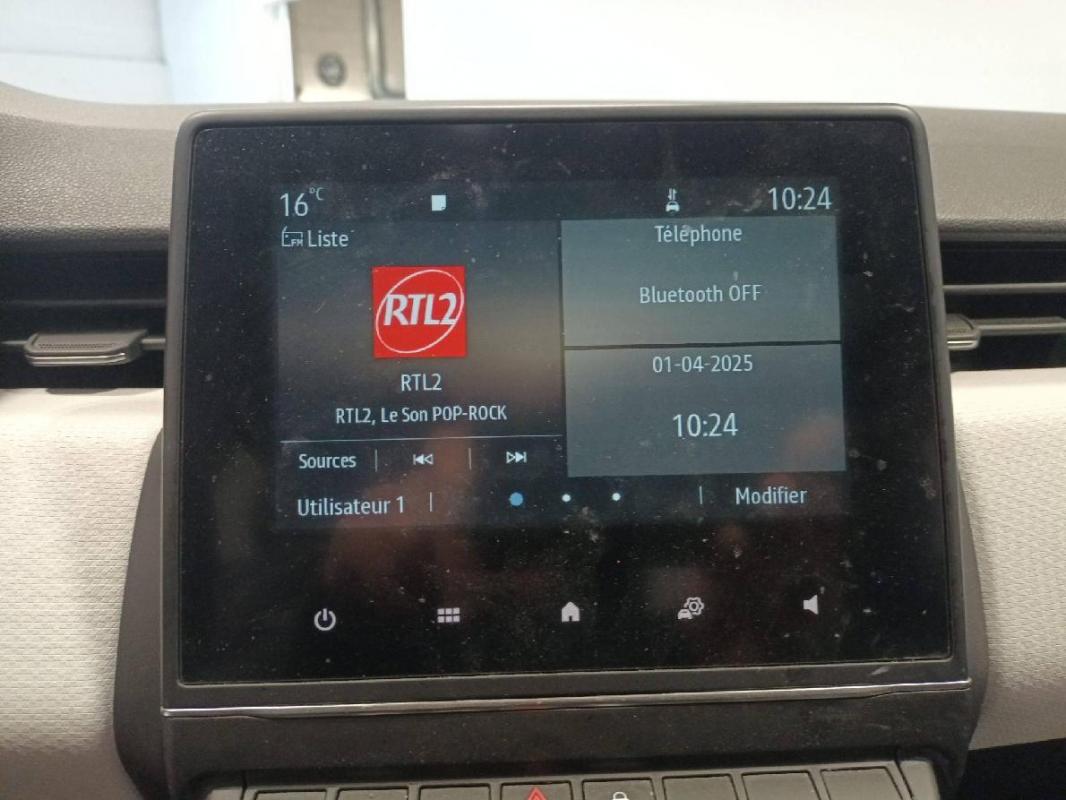 16°C
10:24
FM Liste
RTL2
RTL2
RTL2, Le Son POP-ROCK
Sources
Téléphone
Bluetooth OFF
01-04-2025
10:24
Utilisateur 1
Modifier